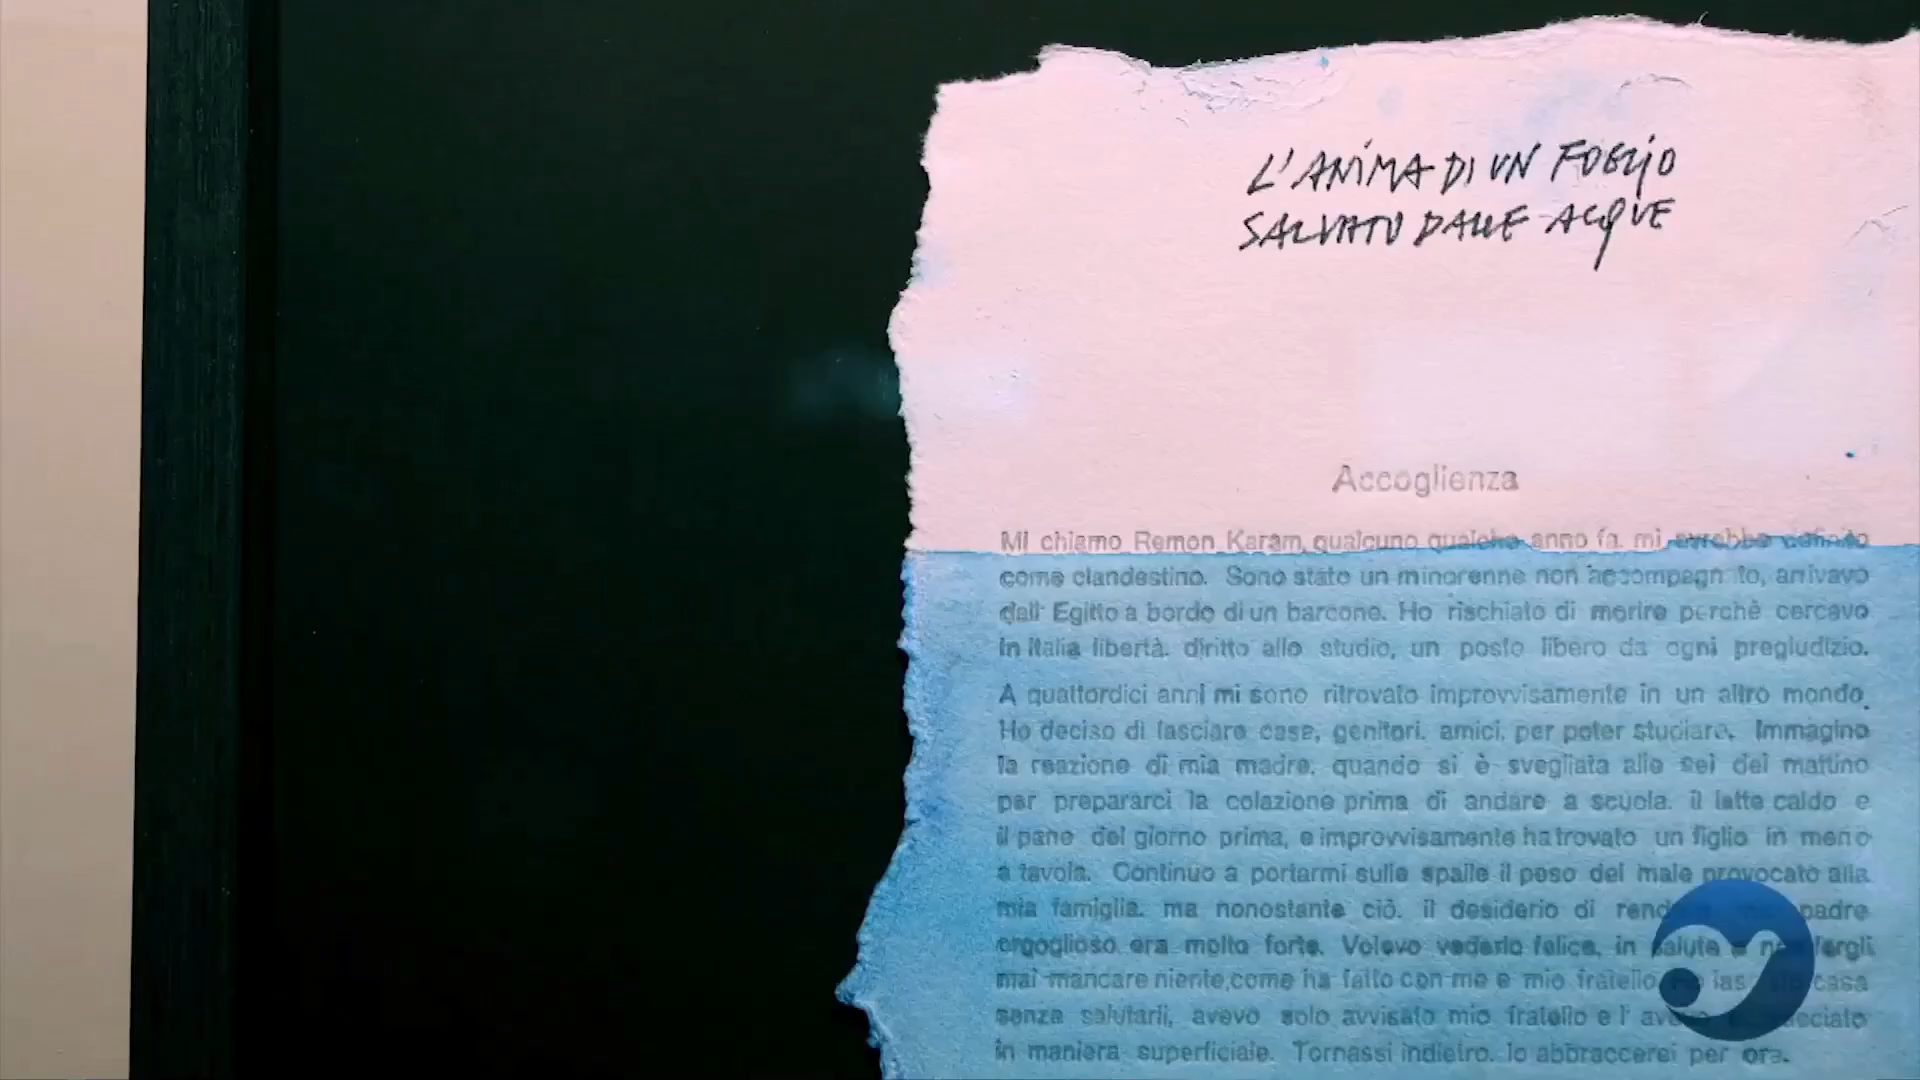 L'ANIMA DI UN FOGLIO
SALVATO DALLE ACQUE
Accoglienza
Mi chiamo Remon Karam, qualcuno qualche anno fa, mi avrebbe definito
come clandestino. Sono stato un minorenne non accompagnato, arrivavo
dall' Egitto a bordo di un barcone. Ho rischiato di morire perchè cercavo
in Italia libertà, diritto allo studio, un posto libero da ogni pregiudizio.
A quattordici anni mi sono ritrovato improvvisamente in un altro mondo.
Ho deciso di lasciare case, genitori, amici, per poter studiare. Immagino
la reazione di mia madre, quando si è svegliata alle sei del mattino
per prepararci la colazione prima di andare a scuola, il latte caldo e
il pane del giorno prima, e improvvisamente ha trovato un figlio in meno
a tavola. Continuo a portarmi sulle spalle il peso del male provocato alla
mia famiglia, ma nonostante ciò, il desiderio di padre
orgoglioso era molto forte. Volevo vederlo felice, in salute e fargli
mai mancare niente,come ha fatto con me e mio fratello casa
senza salutarli, avevo solo avvisato mio fratello e l'
in maniera superficiale. Tornassi indietro, lo abbraccerei per ore.